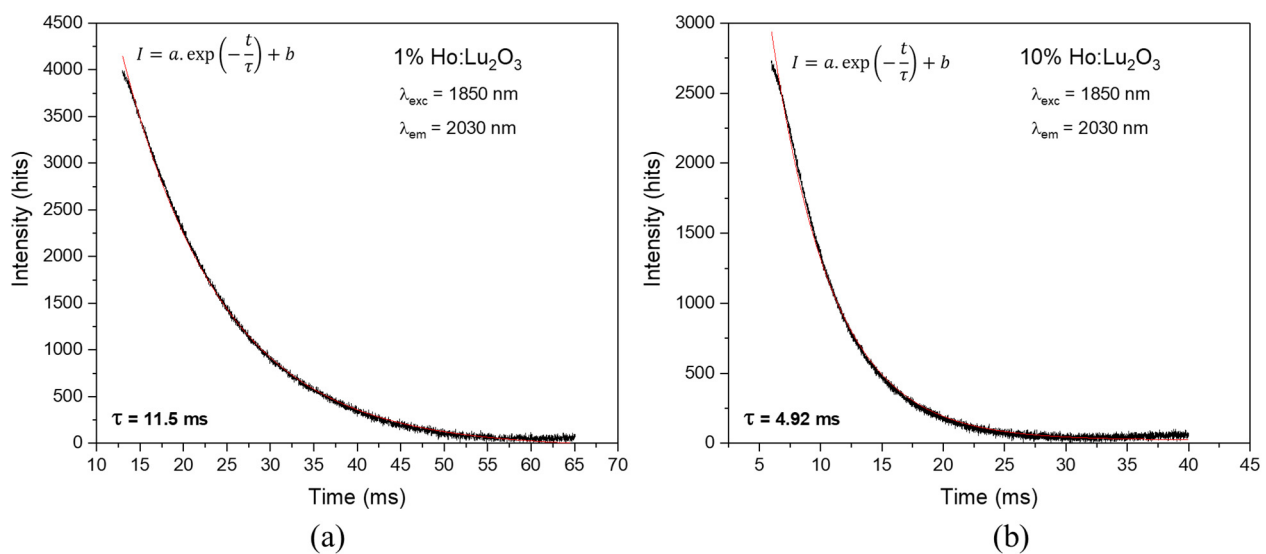 4500
4000
3500
3000
2500
2000
1500
1000
500
0
Intensity (hits)
I = a. exp(−t/τ) + b
1% Ho:Lu₂O₃
λexc = 1850 nm
λem = 2030 nm
τ = 11.5 ms
10 15 20 25 30 35 40 45 50 55 60 65 70
Time (ms)
(a)
3000
2500
2000
1500
1000
500
0
Intensity (hits)
I = a. exp(−t/τ) + b
10% Ho:Lu₂O₃
λexc = 1850 nm
λem = 2030 nm
τ = 4.92 ms
5 10 15 20 25 30 35 40 45
Time (ms)
(b)